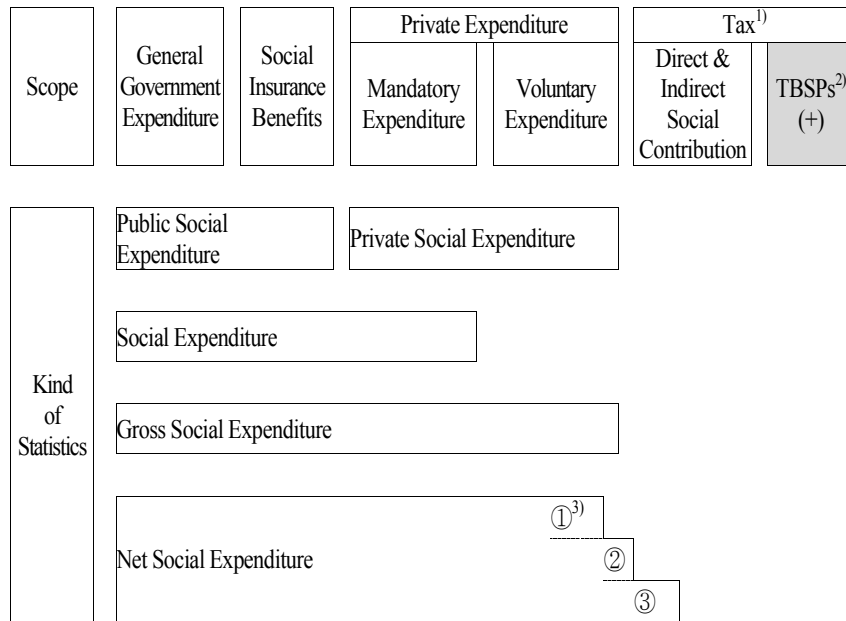 Scope
General
Government
Expenditure
Social
Insurance
Benefits
Private Expenditure
Mandatory
Expenditure
Voluntary
Expenditure
Tax1)
Direct &
Indirect
Social
Contribution
TBSPs2)
(+)
Kind
of
Statistics
Public Social
Expenditure
Private Social Expenditure
Social Expenditure
Gross Social Expenditure
Net Social Expenditure
①3)
②
③